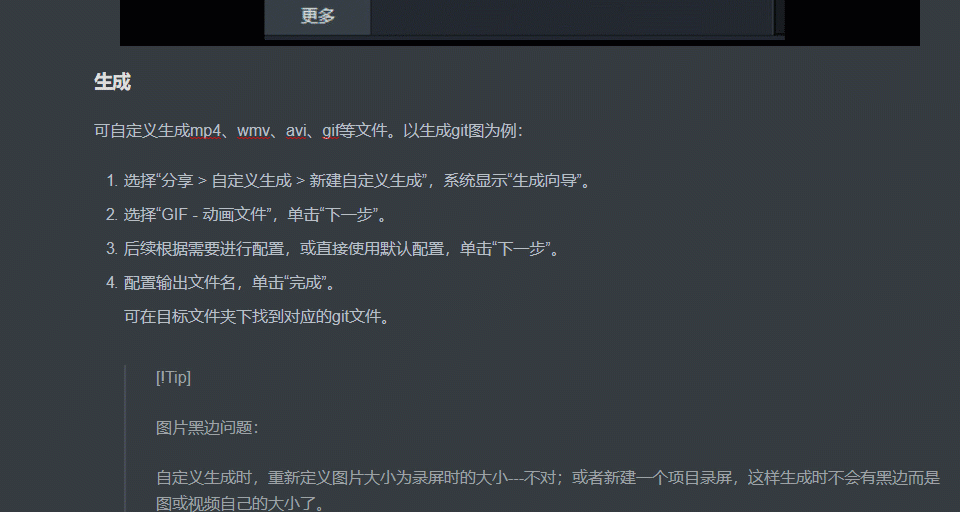 更多
生成
可自定义生成mp4、wmv、avi、gif等文件。以生成git图为例：
1. 选择“分享 > 自定义生成 > 新建自定义生成”，系统显示“生成向导”。
2. 选择“GIF - 动画文件”，单击“下一步”。
3. 后续根据需要进行配置，或直接使用默认配置，单击“下一步”。
4. 配置输出文件名，单击“完成”。
可在目标文件夹下找到对应的git文件。
[!Tip]
图片黑边问题：
自定义生成时，重新定义图片大小为录屏时的大小---不对；或者新建一个项目录屏，这样生成时不会有黑边而是
图或视频自己的大小了。